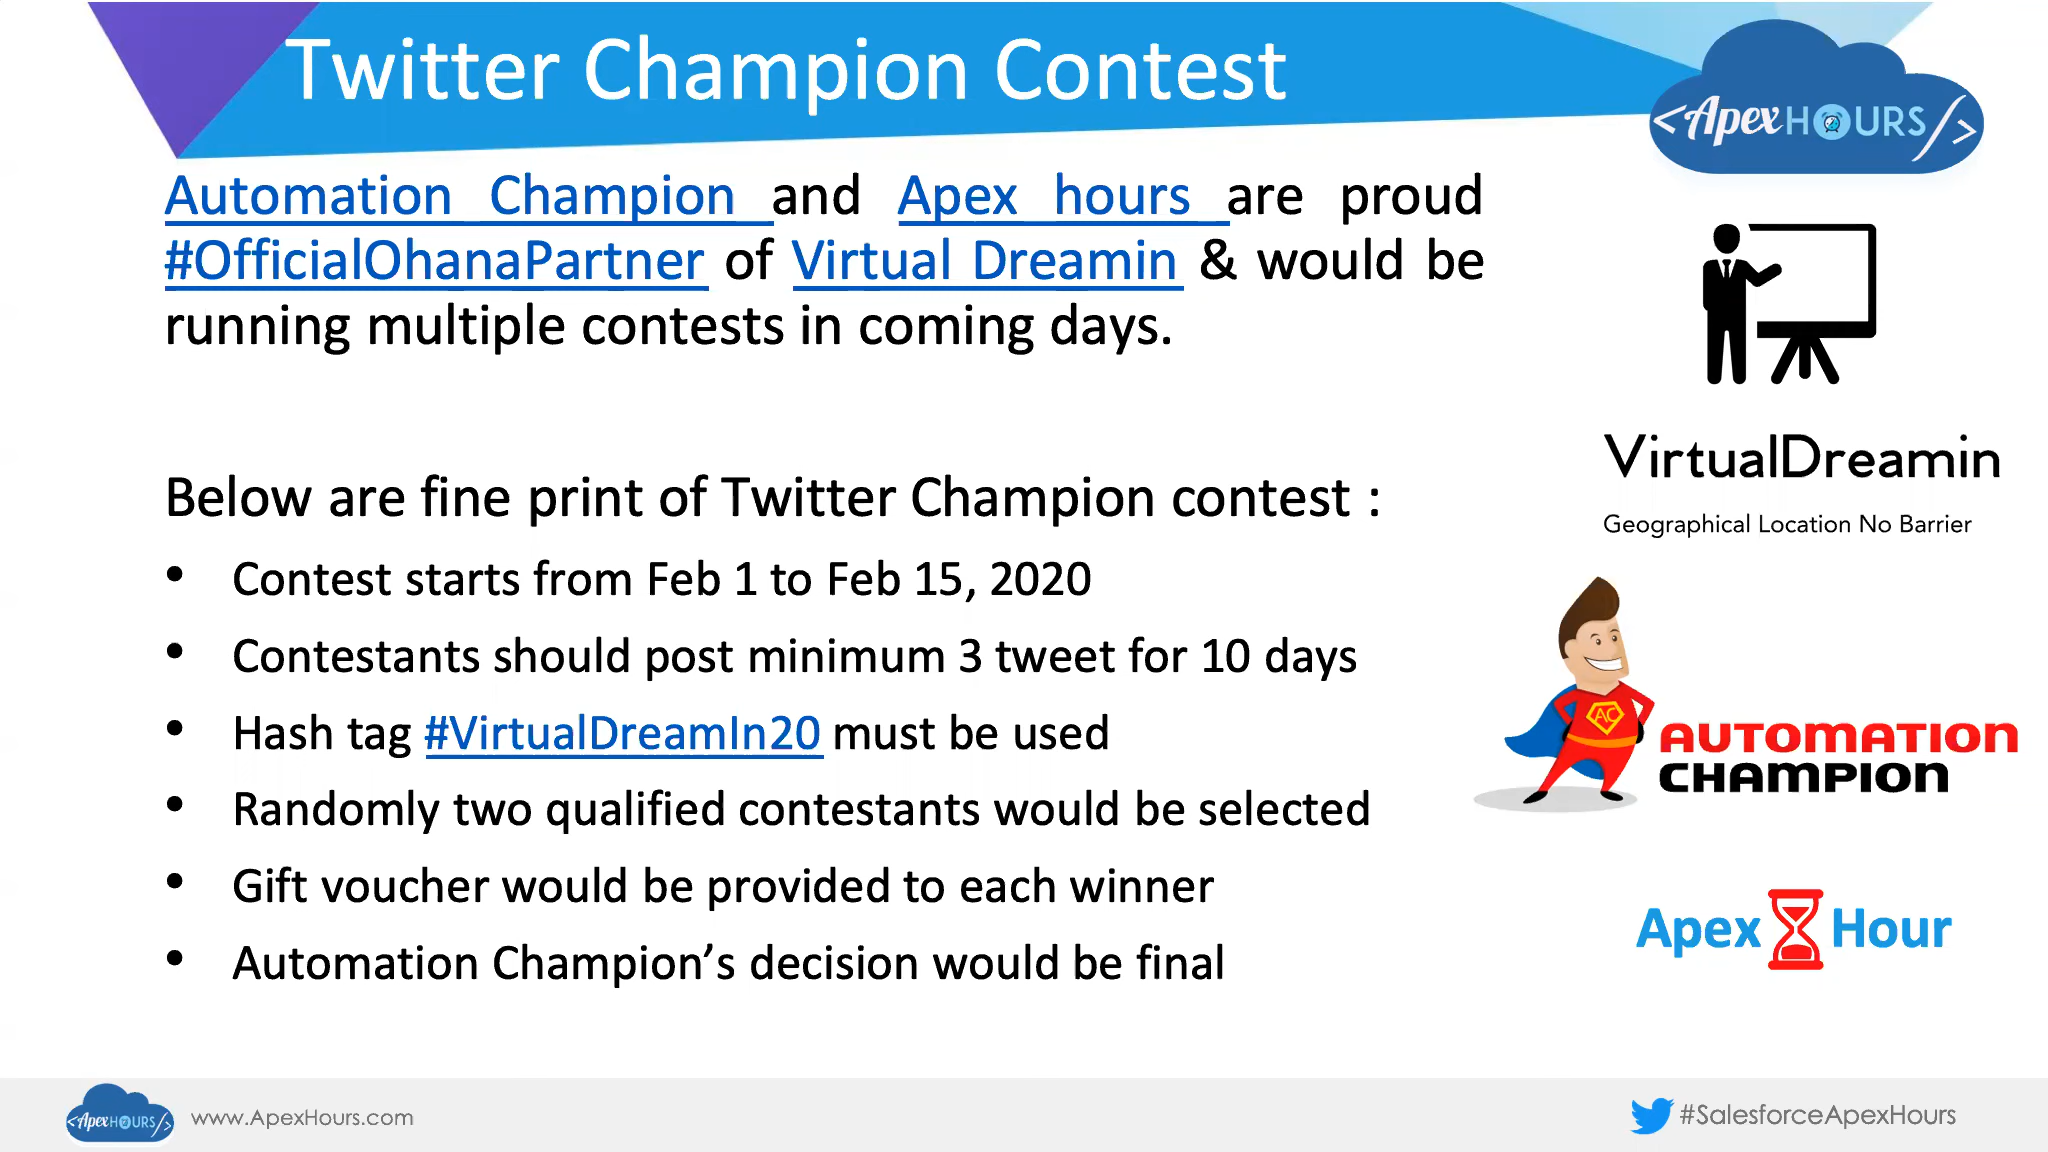 Twitter Champion Contest
<ApexHOURS/>
Automation Champion and Apex hours are proud
#OfficialOhanaPartner of Virtual Dreamin & would be
running multiple contests in coming days.
VirtualDreamin
Geographical Location No Barrier
Below are fine print of Twitter Champion contest :
• Contest starts from Feb 1 to Feb 15, 2020
• Contestants should post minimum 3 tweet for 10 days
• Hash tag #VirtualDreamIn20 must be used
• Randomly two qualified contestants would be selected
• Gift voucher would be provided to each winner
• Automation Champion’s decision would be final
AC
AUTOMATION
CHAMPION
Apex Hour
<ApexHOURS/>
www.ApexHours.com
#SalesforceApexHours